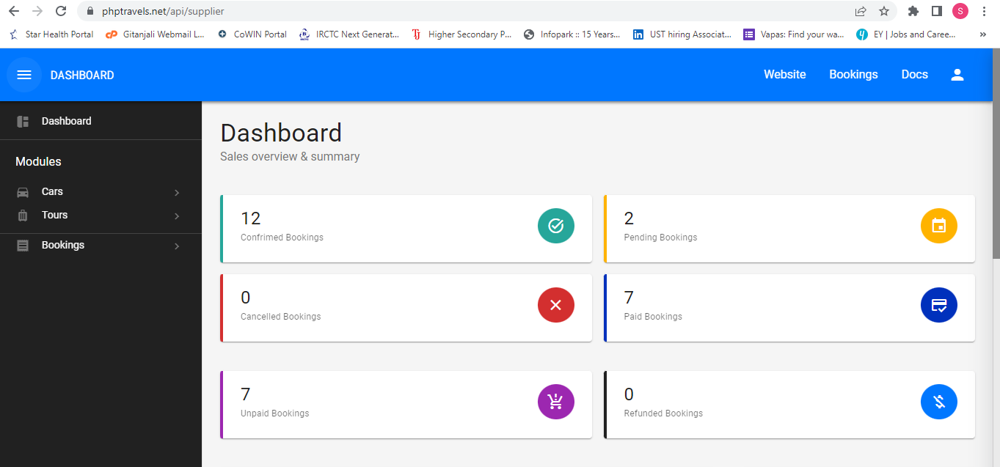 phptravels.net/api/supplier
S
Star Health Portal
Gitanjali Webmail L...
CoWIN Portal
IRCTC Next Generat...
Higher Secondary P...
Infopark :: 15 Years...
UST hiring Associat...
Vapas: Find your wa...
EY | Jobs and Caree...
»
DASHBOARD
Website
Bookings
Docs
Dashboard
Modules
Cars
Tours
Bookings
Dashboard
Sales overview & summary
12
Confrimed Bookings
2
Pending Bookings
0
Cancelled Bookings
7
Paid Bookings
7
Unpaid Bookings
0
Refunded Bookings